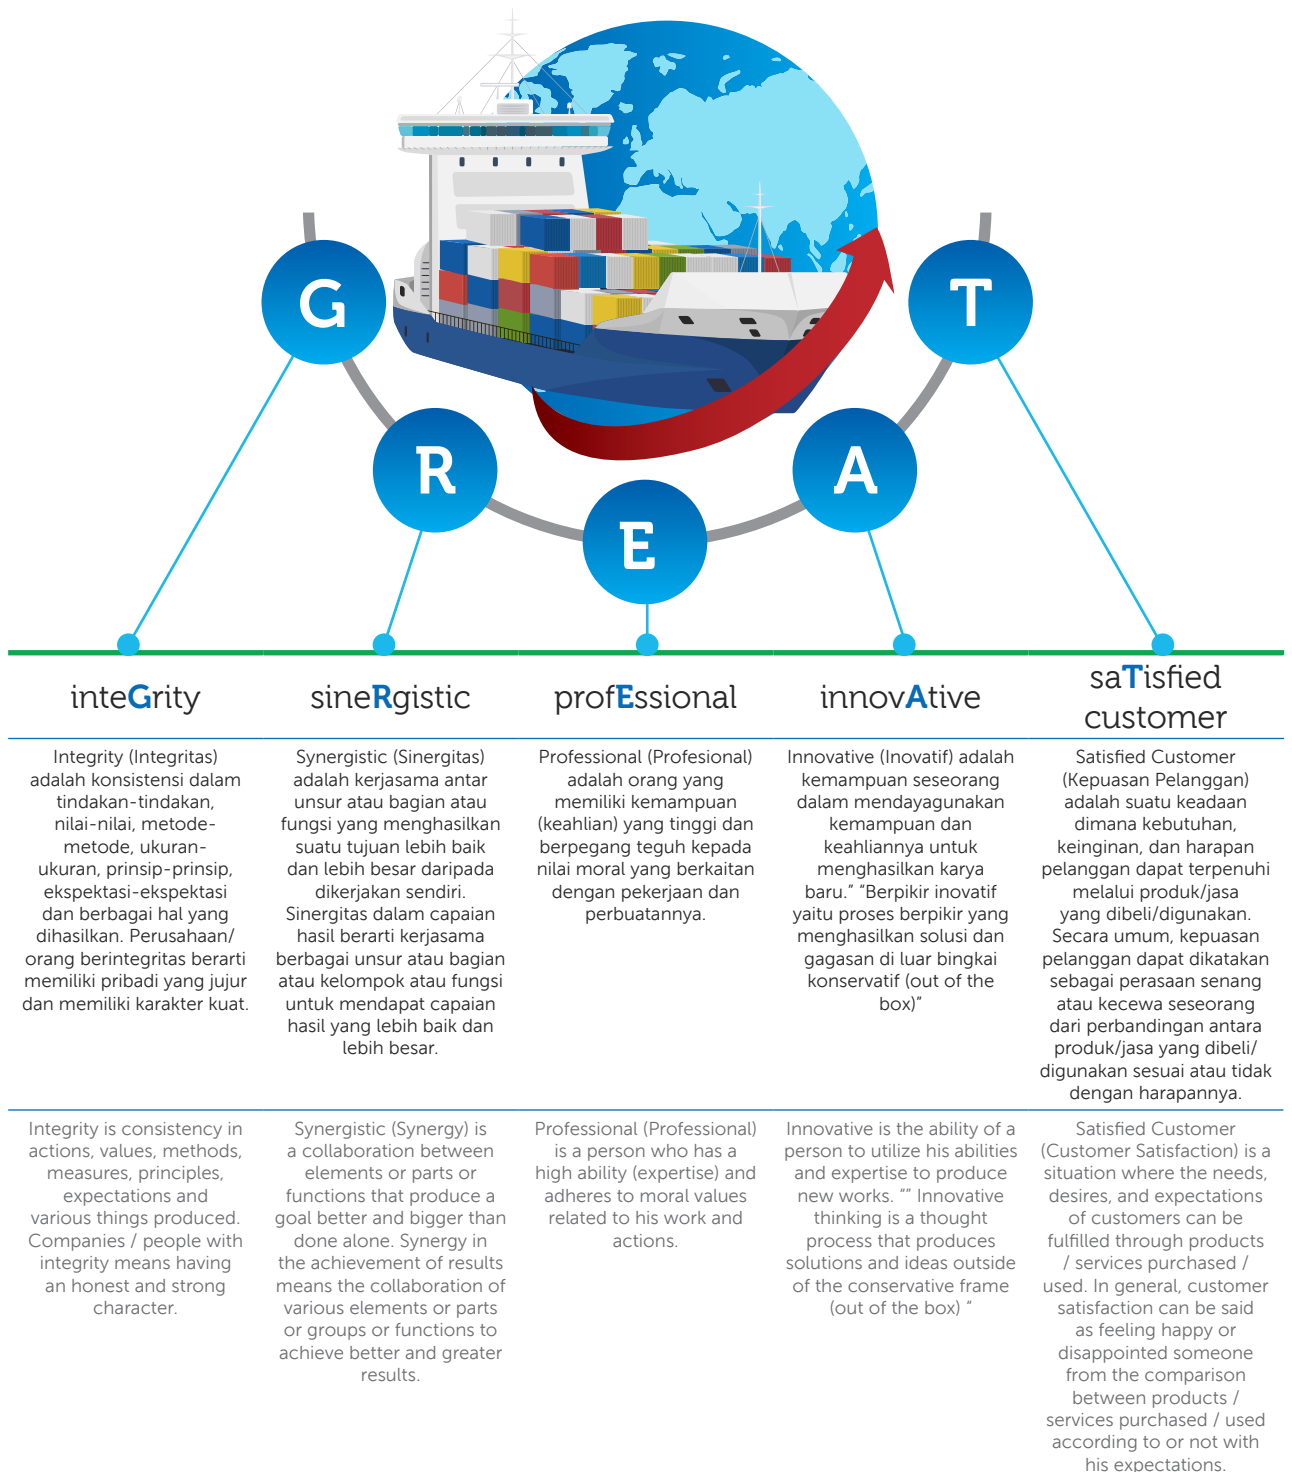 G
R
E
A
T
inteGrity
Integrity (Integritas)
adalah konsistensi dalam
tindakan-tindakan,
nilai-nilai, metode-
metode, ukuran-
ukuran, prinsip-prinsip,
ekspektasi-ekspektasi
dan berbagai hal yang
dihasilkan. Perusahaan/
orang berintegritas berarti
memiliki pribadi yang jujur
dan memiliki karakter kuat.
Integrity is consistency in
actions, values, methods,
measures, principles,
expectations and
various things produced.
Companies / people with
integrity means having
an honest and strong
character.
sineRgistic
Synergistic (Sinergitas)
adalah kerjasama antar
unsur atau bagian atau
fungsi yang menghasilkan
suatu tujuan lebih baik
dan lebih besar daripada
dikerjakan sendiri.
Sinergitas dalam capaian
hasil berarti kerjasama
berbagai unsur atau bagian
atau kelompok atau fungsi
untuk mendapat capaian
hasil yang lebih baik dan
lebih besar.
Synergistic (Synergy) is
a collaboration between
elements or parts or
functions that produce a
goal better and bigger than
done alone. Synergy in
the achievement of results
means the collaboration of
various elements or parts
or groups or functions to
achieve better and greater
results.
profEssional
Professional (Profesional)
adalah orang yang
memiliki kemampuan
(keahlian) yang tinggi dan
berpegang teguh kepada
nilai moral yang berkaitan
dengan pekerjaan dan
perbuatannya.
Professional (Professional)
is a person who has a
high ability (expertise) and
adheres to moral values
related to his work and
actions.
innovAtive
Innovative (Inovatif) adalah
kemampuan seseorang
dalam mendayagunakan
kemampuan dan
keahliannya untuk
menghasilkan karya
baru.” “Berpikir inovatif
yaitu proses berpikir yang
menghasilkan solusi dan
gagasan di luar bingkai
konservatif (out of the
box)”
Innovative is the ability of a
person to utilize his abilities
and expertise to produce
new works. “” Innovative
thinking is a thought
process that produces
solutions and ideas outside
of the conservative frame
(out of the box) “
saTisfied
customer
Satisfied Customer
(Kepuasan Pelanggan)
adalah suatu keadaan
dimana kebutuhan,
keinginan, dan harapan
pelanggan dapat terpenuhi
melalui produk/jasa
yang dibeli/digunakan.
Secara umum, kepuasan
pelanggan dapat dikatakan
sebagai perasaan senang
atau kecewa seseorang
dari perbandingan antara
produk/jasa yang dibeli/
digunakan sesuai atau tidak
dengan harapannya.
Satisfied Customer
(Customer Satisfaction) is a
situation where the needs,
desires, and expectations
of customers can be
fulfilled through products
/ services purchased /
used. In general, customer
satisfaction can be said
as feeling happy or
disappointed someone
from the comparison
between products /
services purchased / used
according to or not with
his expectations.